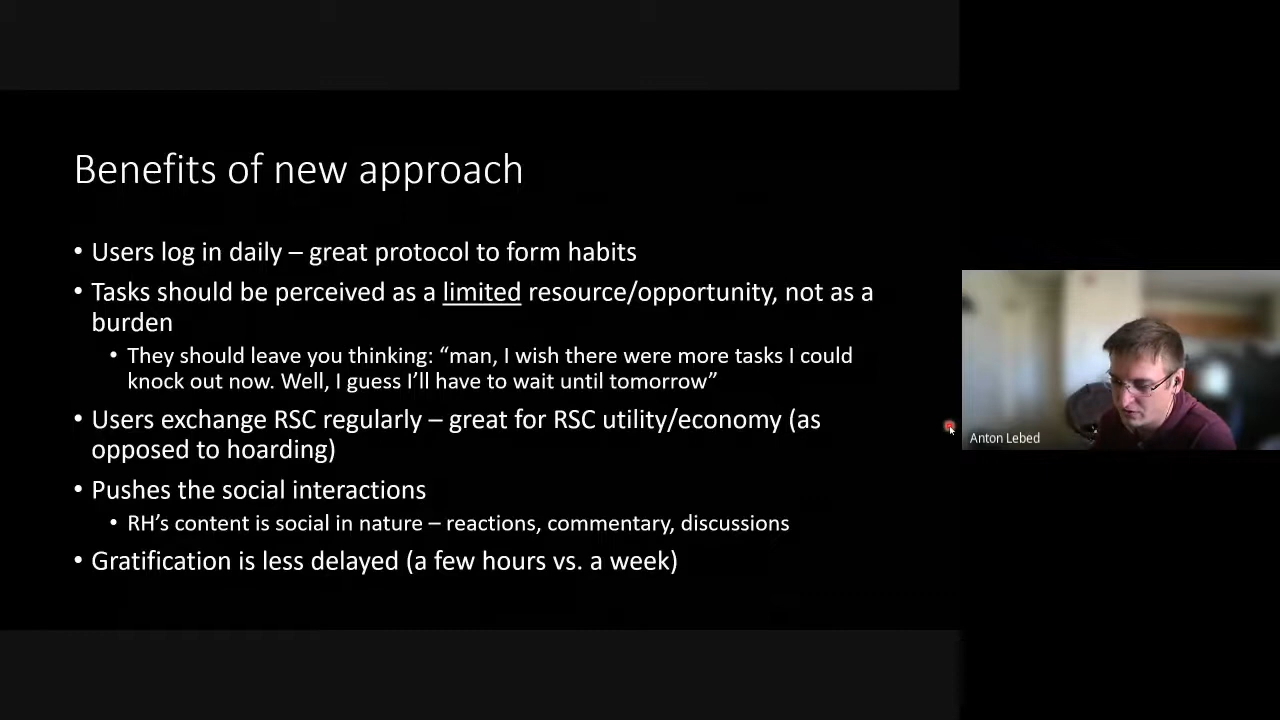 Benefits of new approach
• Users log in daily – great protocol to form habits
• Tasks should be perceived as a limited resource/opportunity, not as a
burden
• They should leave you thinking: “man, I wish there were more tasks I could
knock out now. Well, I guess I’ll have to wait until tomorrow”
• Users exchange RSC regularly – great for RSC utility/economy (as
opposed to hoarding)
• Pushes the social interactions
• RH’s content is social in nature – reactions, commentary, discussions
• Gratification is less delayed (a few hours vs. a week)
Anton Lebed